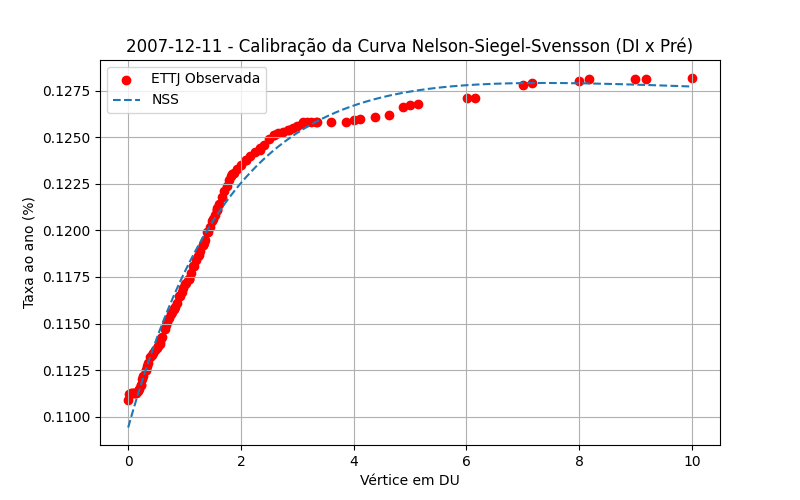 2007-12-11 - Calibração da Curva Nelson-Siegel-Svensson (DI x Pré)
ETTJ Observada
NSS
0.1275
0.1250
0.1225
0.1200
0.1175
0.1150
0.1125
0.1100
Taxa ao ano (%)
0 2 4 6 8 10
Vértice em DU